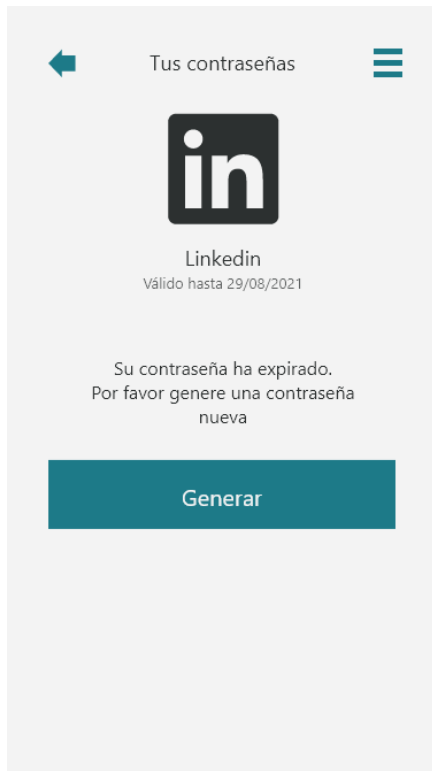 Tus contraseñas
in
Linkedin
Válido hasta 29/08/2021
Su contraseña ha expirado.
Por favor genere una contraseña
nueva
Generar